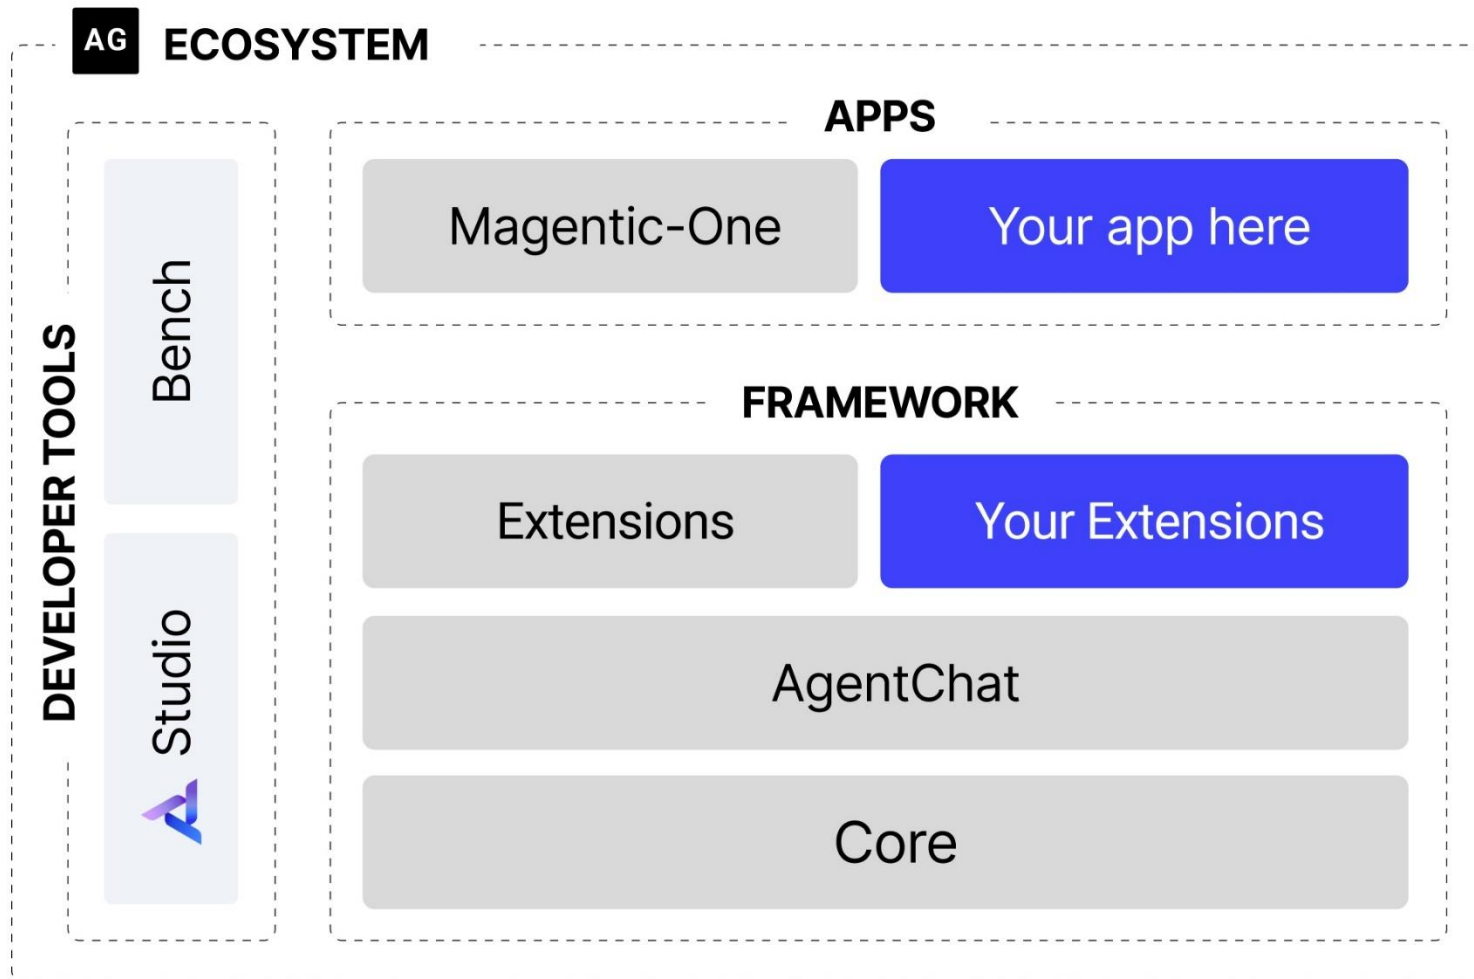 AG ECOSYSTEM
DEVELOPER TOOLS
Bench
Studio
APPS
Magentic-One
Your app here
FRAMEWORK
Extensions
Your Extensions
AgentChat
Core